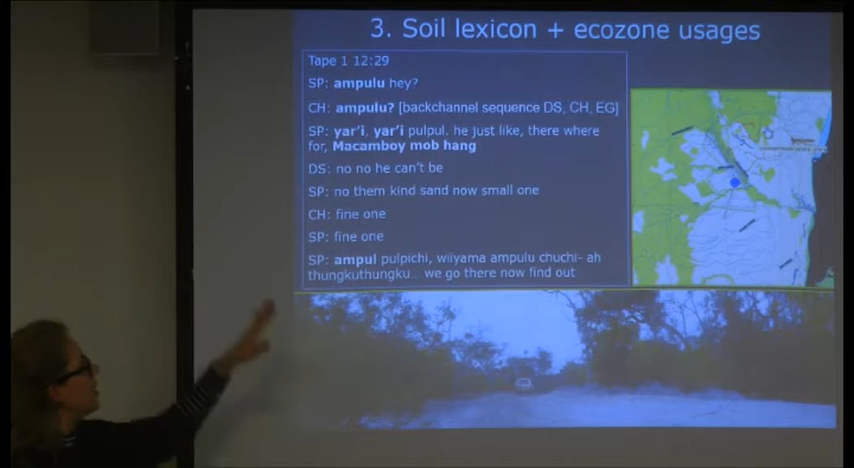 3. Soil lexicon + ecozone usages
Tape 1 12:29
SP: ampulu hey?
CH: ampulu? [backchannel sequence DS, CH, EG]
SP: yar'i, yar'i pulpul. he just like, there where
for, Macamboy mob hang
DS: no no he can't be
SP: no them kind sand now small one
CH: fine one
SP: fine one
SP: ampul pulpichi, wiiyama ampulu chuchi- ah
thungkuthungku... we go there now find out